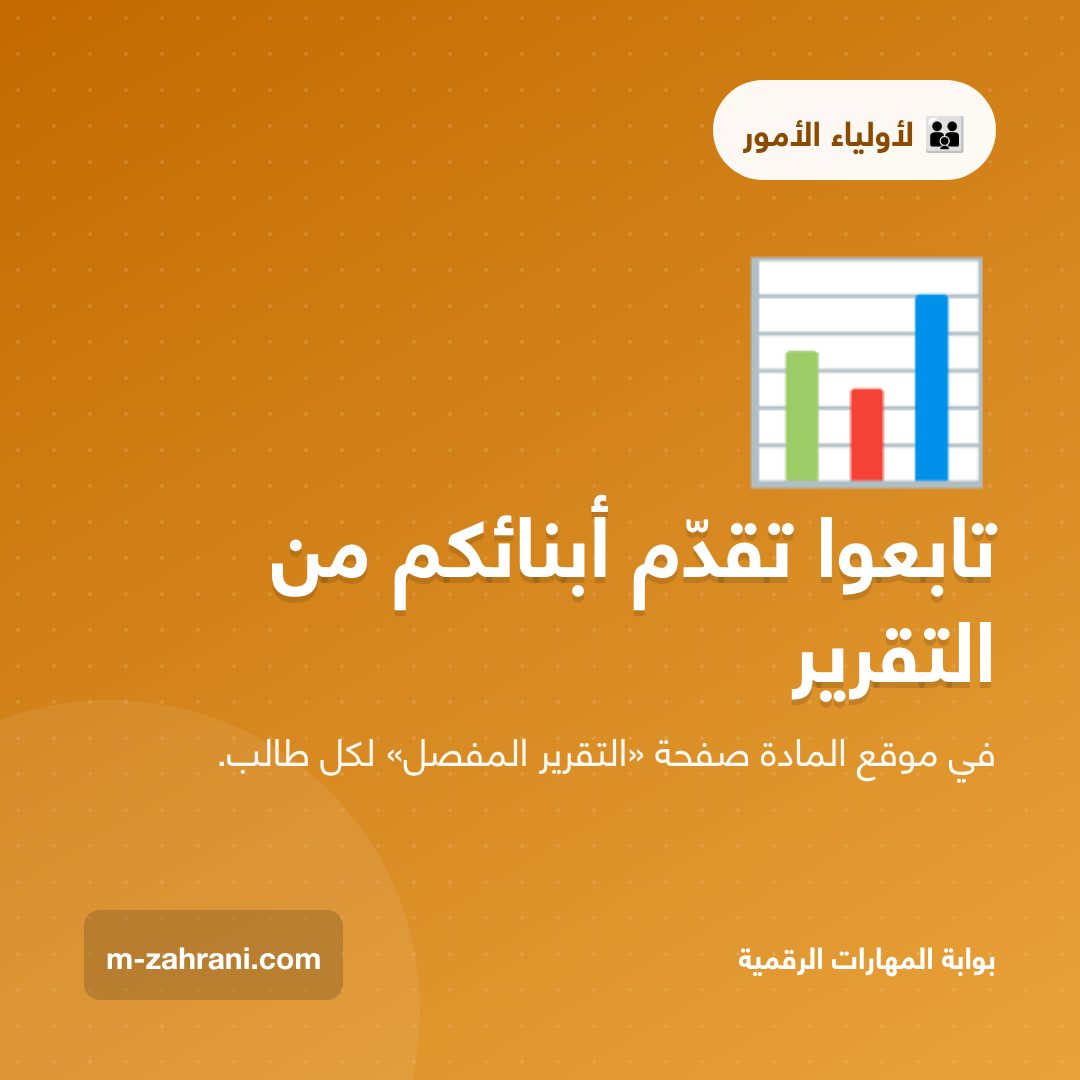 لأولياء الأمور
تابعوا تقدّم أبنائكم من
التقرير
في موقع المادة صفحة «التقرير المفصل» لكل طالب.
بوابة المهارات الرقمية
m-zahrani.com